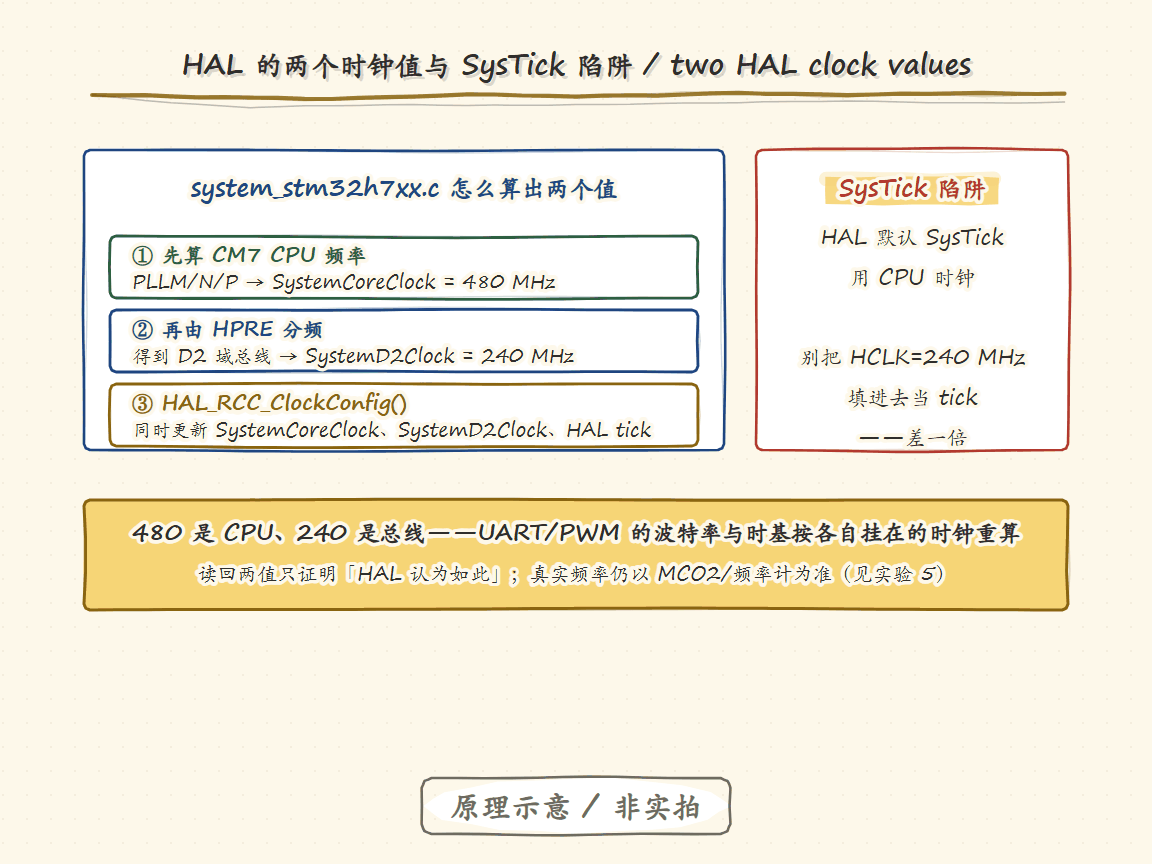 HAL 的两个时钟值与 SysTick 陷阱 / two HAL clock values
system_stm32h7xx.c 怎么算出两个值
① 先算 CM7 CPU 频率
PLLM/N/P → SystemCoreClock = 480 MHz
② 再由 HPRE 分频
得到 D2 域总线 → SystemD2Clock = 240 MHz
③ HAL_RCC_ClockConfig()
同时更新 SystemCoreClock、SystemD2Clock、HAL tick
SysTick 陷阱
HAL 默认 SysTick
用 CPU 时钟
别把 HCLK=240 MHz
填进去当 tick
——差一倍
480 是 CPU、240 是总线——UART/PWM 的波特率与时基按各自挂在的时钟重算
读回两值只证明「HAL 认为如此」；真实频率仍以 MCO2/频率计为准（见实验 5）
原理示意 / 非实拍